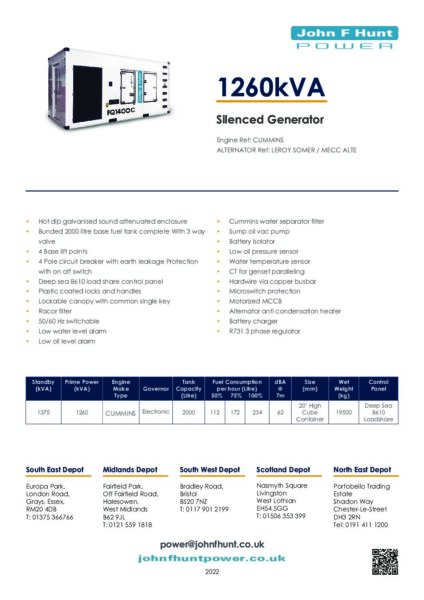 John F Hunt
POWER
FQ1400C
1260kVA
Silenced Generator
Engine Ref: CUMMINS
ALTERNATOR Ref: LEROY SOMER / MECC ALTE
• Hot dip galvanised sound attenuated enclosure
• Bunded 2000 litre base fuel tank complete With 3 way
valve
• 4 Base lift points
• 4 Pole circuit breaker with earth leakage Protection
with on off switch
• Deep sea 8610 load share control panel
• Plastic coated locks and handles
• Lockable canopy with common single key
• Racor filter
• 50/60 Hz switchable
• Low water level alarm
• Low oil level alarm
• Cummins water separator filter
• Sump oil vac pump
• Battery Isolator
• Low oil pressure sensor
• Water temperature sensor
• CT for genset paralleling
• Hardwire via copper busbar
• Microswitch protection
• Motorized MCCB
• Alternator anti condensation heater
• Battery charger
• R731 3 phase regulator
Standby (kVA) Prime Power (kVA) Engine Make Type Governor Tank Capacity (Litre) Fuel Consumption per hour (Litre) 50% 75% 100% dBA @ 7m Size (mm) Wet Weight (kg) Control Panel
1375 1260 CUMMINS Electronic 2000 112 172 234 62 20' High Cube Container 19500 Deep Sea 8610 Loadshare
South East Depot
Europa Park,
London Road,
Grays, Essex,
RM20 4DB
T: 01375 366766
Midlands Depot
Fairfield Park,
Off Fairfield Road,
Halesowen,
West Midlands
B62 9JL
T:0121 559 1818
South West Depot
Bradley Road,
Bristol
BS20 7NZ
T: 0117 901 2199
Scotland Depot
Nasmyth Square
Livingston
West Lothian
EH54 5GG
T: 01506 353 399
North East Depot
Portobello Trading
Estate
Shadon Way
Chester-Le-Street
DH3 2RN
Tel: 0191 411 1200
power@johnfhunt.co.uk
johnfhuntpower.co.uk
2022